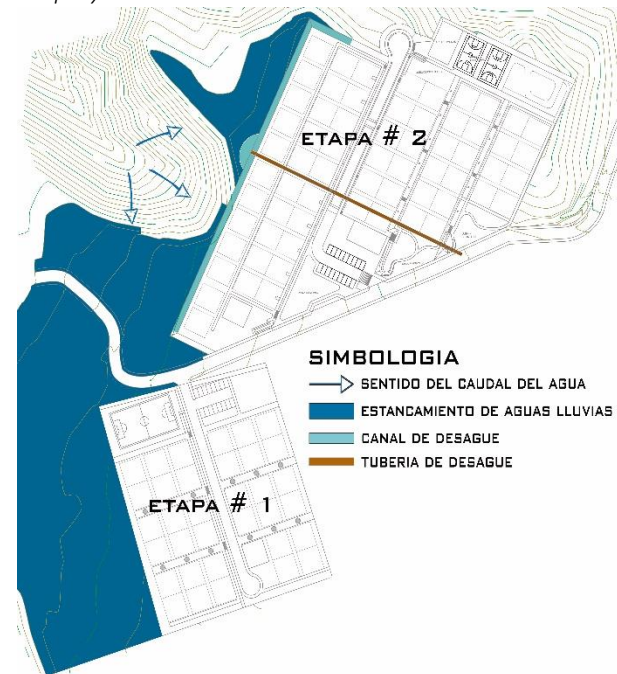 ETAPA # 2
SIMBOLOGIA
SENTIDO DEL CAUDAL DEL AGUA
ESTANCAMIENTO DE AGUAS LLUVIAS
CANAL DE DESAGUE
TUBERIA DE DESAGUE
ETAPA # 1